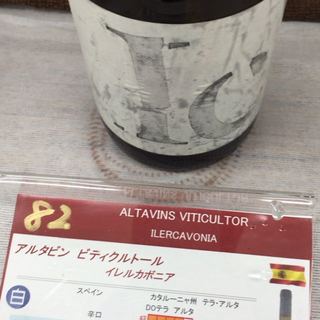 Ic
82
ALTAVINS VITICULTOR
ILERCAVONIA
アルタビン ビティクルトール
イレルカボニア
白
スペイン
カタルーニャ州 テラ・アルタ
DOテラ アルタ
辛口